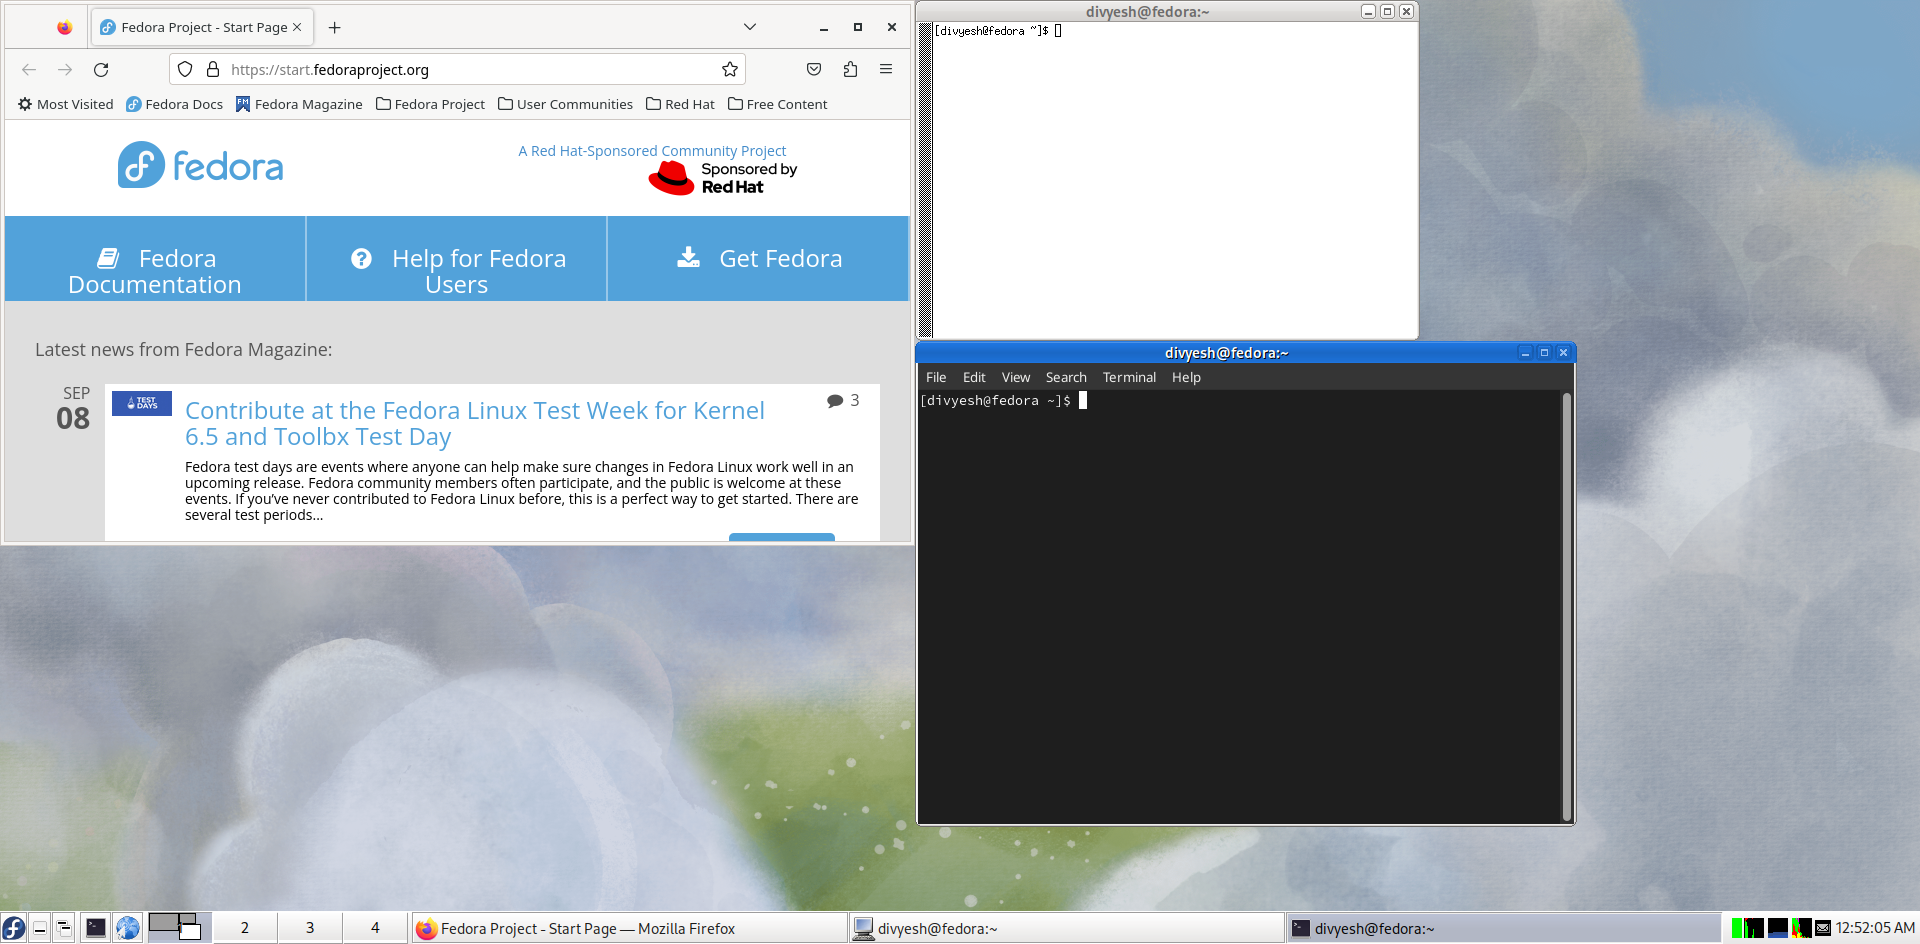 Fedora Project - Start Page
https://start.fedoraproject.org
Most Visited Fedora Docs Fedora Magazine Fedora Project User Communities Red Hat Free Content
fedora
A Red Hat-Sponsored Community Project
Sponsored by
Red Hat
Fedora
Documentation
Help for Fedora
Users
Get Fedora
Latest news from Fedora Magazine:
SEP
08
TEST
DAYS
Contribute at the Fedora Linux Test Week for Kernel
6.5 and Toolbx Test Day
3
Fedora test days are events where anyone can help make sure changes in Fedora Linux work well in an
upcoming release. Fedora community members often participate, and the public is welcome at these
events. If you've never contributed to Fedora Linux before, this is a perfect way to get started. There are
several test periods...
divyesh@fedora:~
[divyesh@fedora ~]$
divyesh@fedora:~
File Edit View Search Terminal Help
[divyesh@fedora ~]$
2 3 4 Fedora Project - Start Page — Mozilla Firefox divyesh@fedora:~ divyesh@fedora:~ 12:52:05 AM